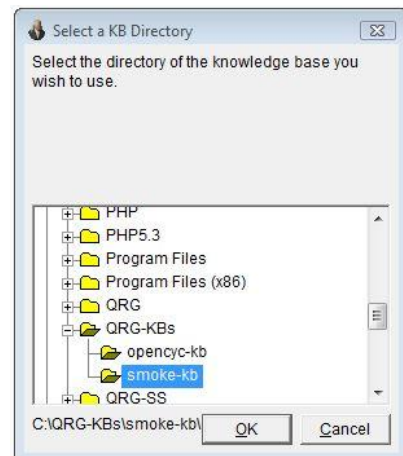 Select a KB Directory
Select the directory of the knowledge base you
wish to use.
PHP
PHP5.3
Program Files
Program Files (x86)
QRG
QRG-KBs
opencyc-kb
smoke-kb
QRG-SS
C:\QRG-KBs\smoke-kb\ OK Cancel